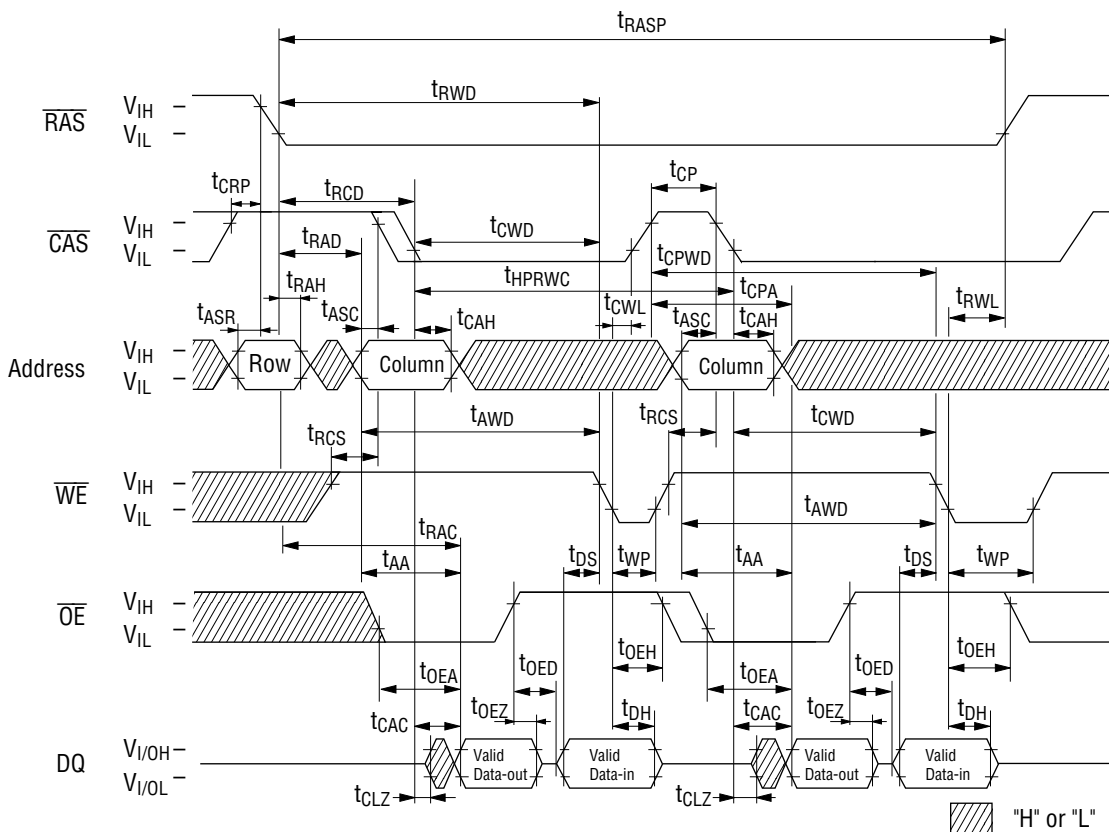 tRASP
RAS
VIH
VIL
tRWD
tCRP
tRCD
tCP
CAS
VIH
VIL
tRAD
tCWD
tCPWD
tRAH
tHPRWC
tCPA
tASR
tASC
tCAH
tCWL
tASC
tCAH
tRWL
Address
VIH
VIL
Row
Column
Column
tRCS
tAWD
tRCS
tCWD
WE
VIH
VIL
tRAC
tAWD
tAA
tDS
tWP
tAA
tDS
tWP
OE
VIH
VIL
tOEA
tOED
tOEH
tOEA
tOED
tOEH
tCAC
tOEZ
tDH
tCAC
tOEZ
tDH
DQ
VI/OH
VI/OL
Valid
Data-out
Valid
Data-in
Valid
Data-out
Valid
Data-in
tCLZ
tCLZ
"H" or "L"